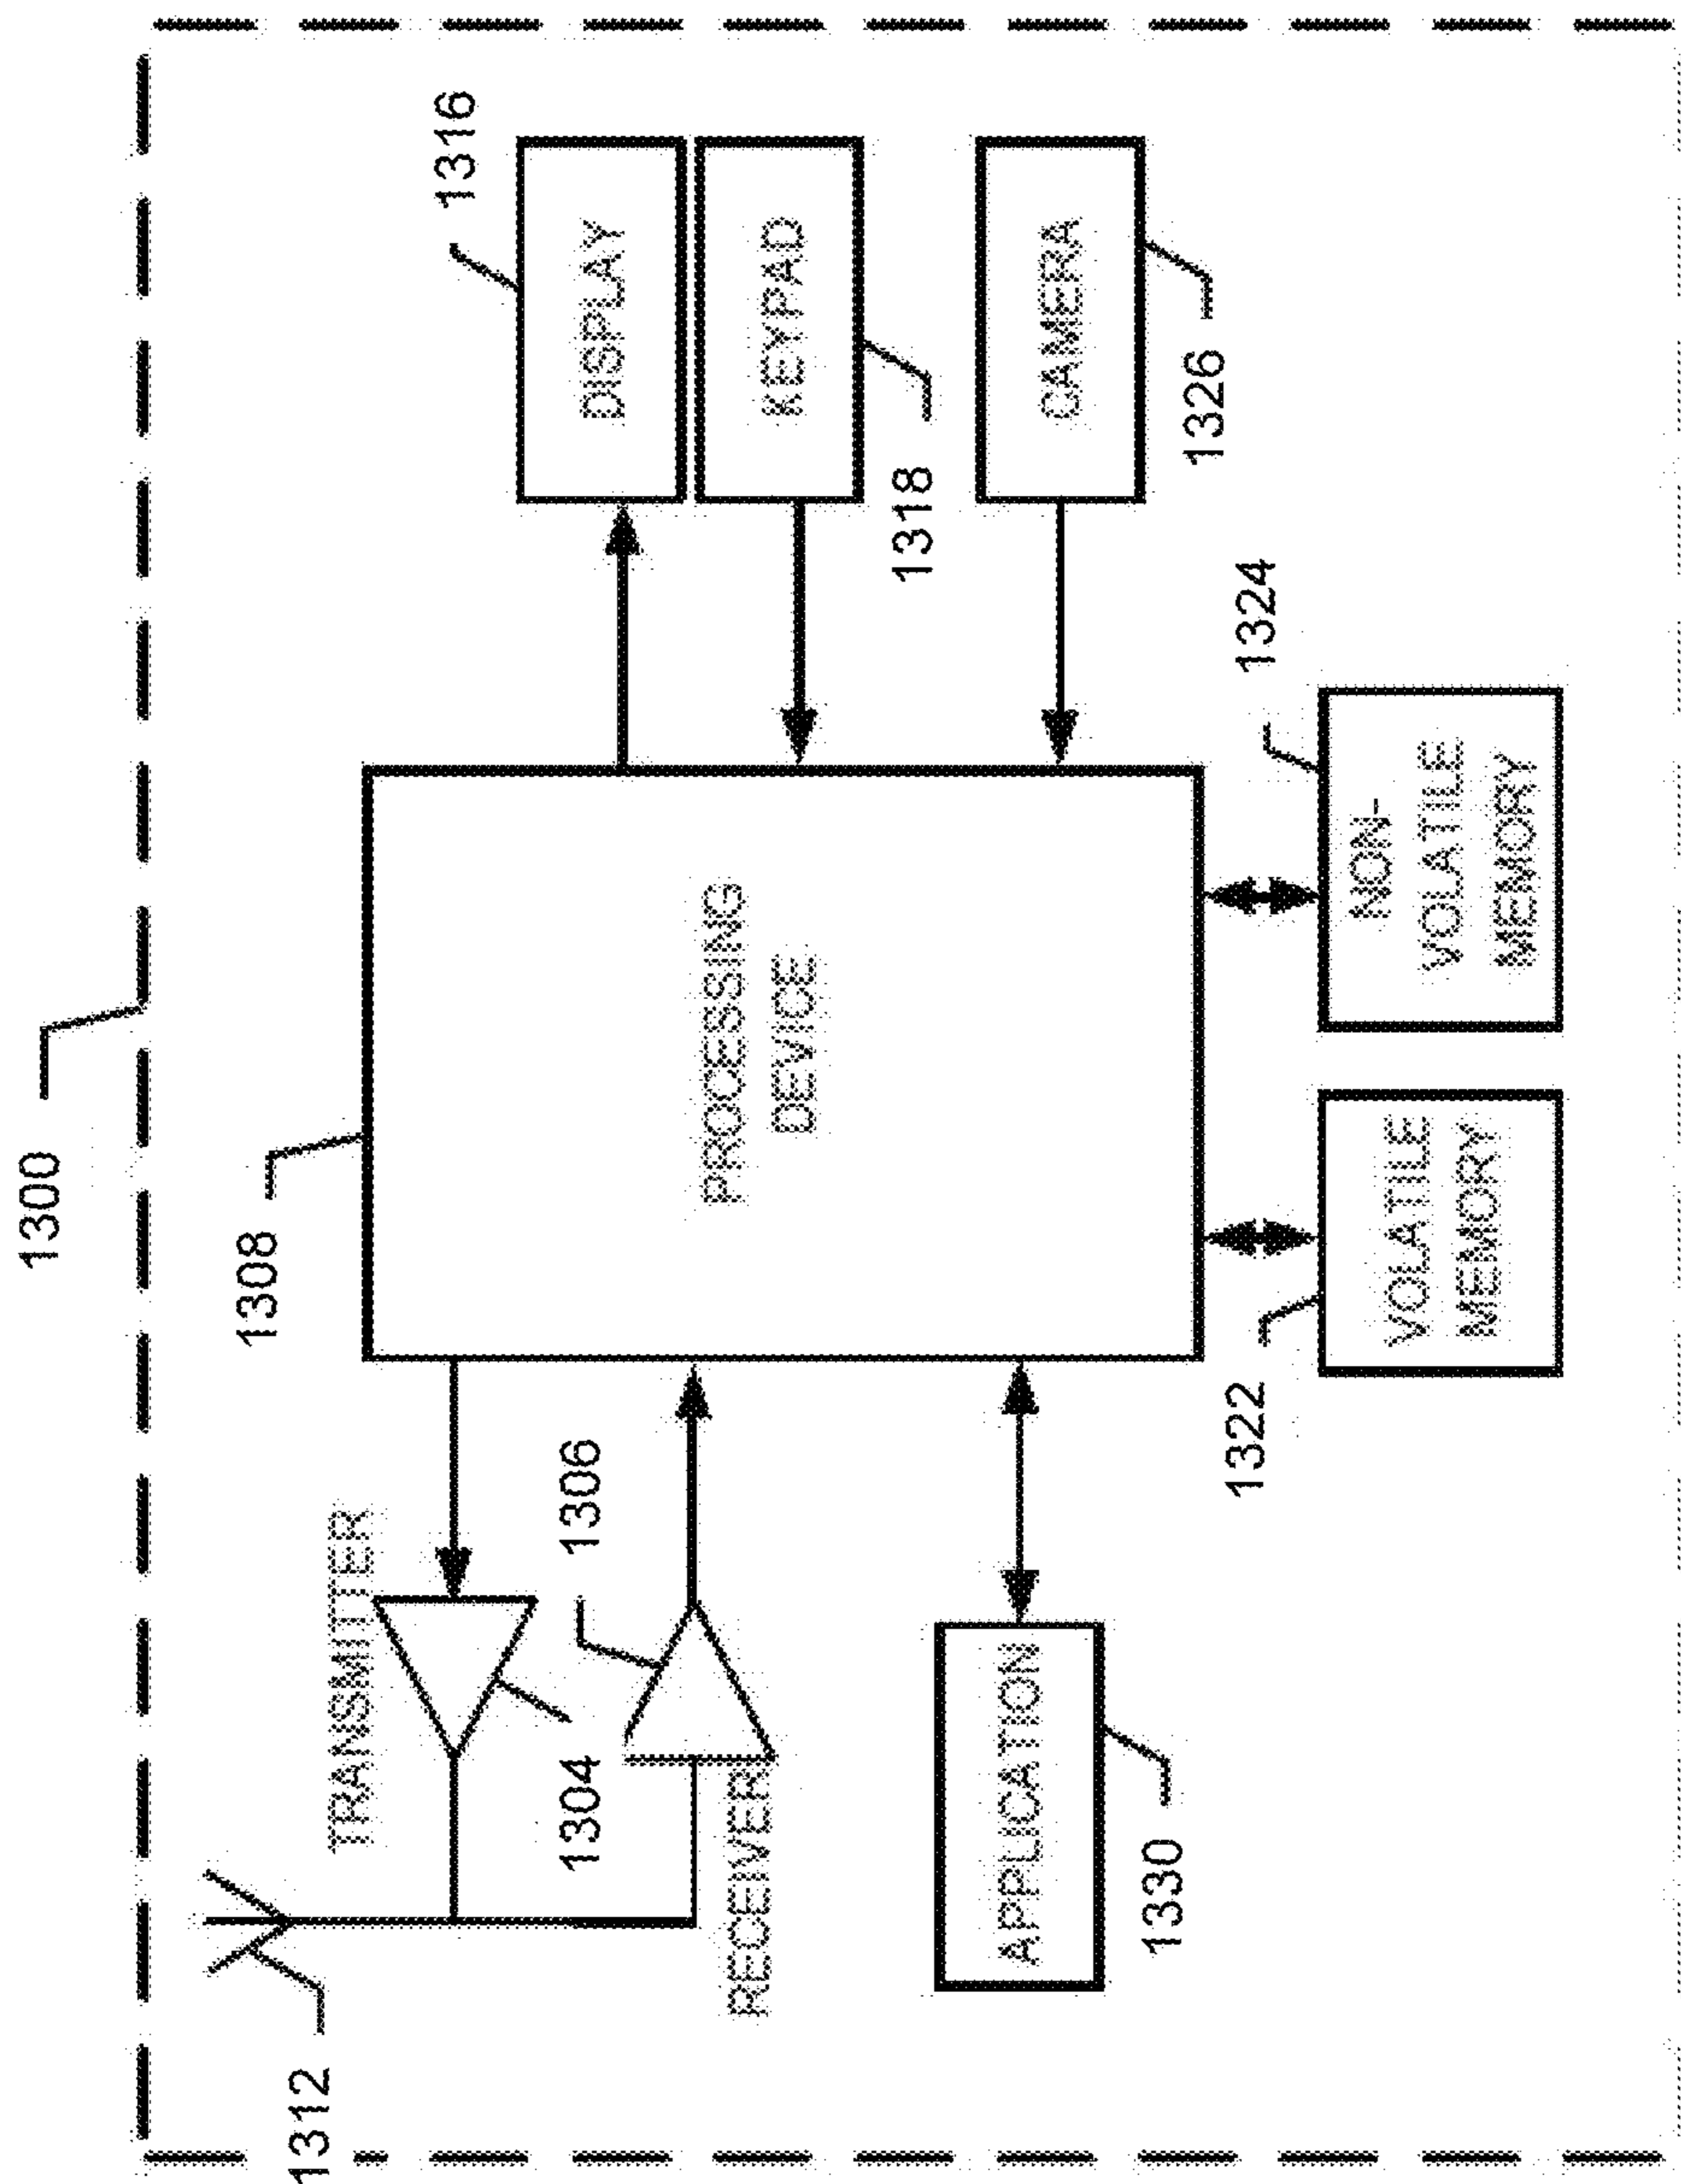 1300
1308
1316
1312
TRANSMITTER
1306
1304
RECEIVER
DISPLAY
KEYPAD
1318
PROCESSING
DEVICE
CAMERA
1326
APPLICATION
1330
1322
1324
VOLATILE
MEMORY
NON-
VOLATILE
MEMORY